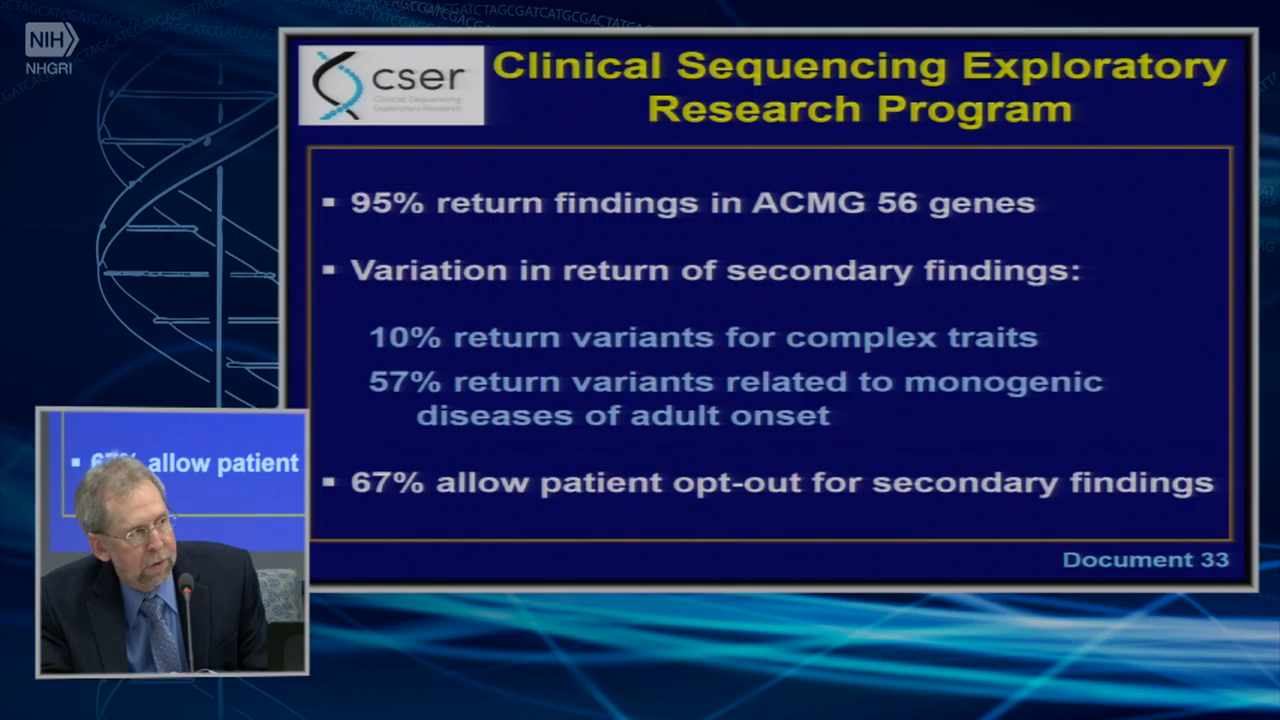 NIH
NHGRI
cser
Clinical Sequencing
Exploratory Research
Clinical Sequencing Exploratory
Research Program
▪ 95% return findings in ACMG 56 genes
▪ Variation in return of secondary findings:
10% return variants for complex traits
57% return variants related to monogenic
diseases of adult onset
▪ 67% allow patient opt-out for secondary findings
Document 33
▪ 67% allow patient